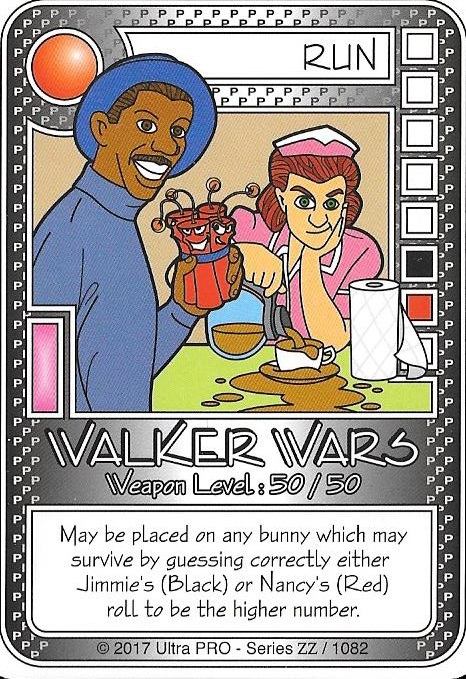 RUN
WALKER WARS
Weapon Level : 50 / 50
May be placed on any bunny which may
survive by guessing correctly either
Jimmie's (Black) or Nancy's (Red)
roll to be the higher number.
© 2017 Ultra PRO - Series ZZ / 1082